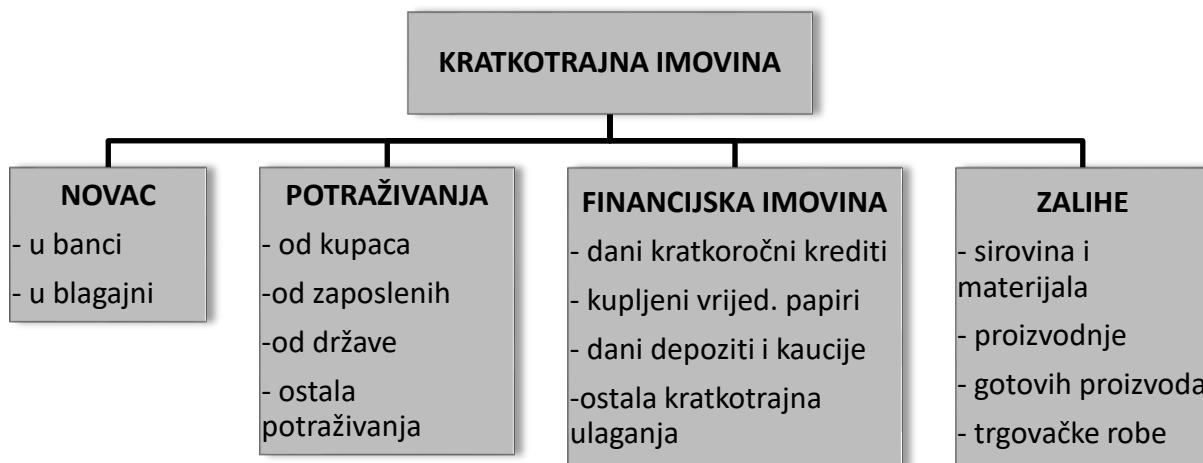 KRATKOTRAJNA IMOVINA
NOVAC
- u banci
- u blagajni
POTRAŽIVANJA
- od kupaca
-od zaposlenih
-od države
- ostala
potraživanja
FINANCIJSKA IMOVINA
- dani kratkoročni krediti
- kupljeni vrijed. papiri
- dani depoziti i kaucije
-ostala kratkotrajna
ulaganja
ZALIHE
- sirovina i
materijala
- proizvodnje
- gotovih proizvoda
- trgovačke robe